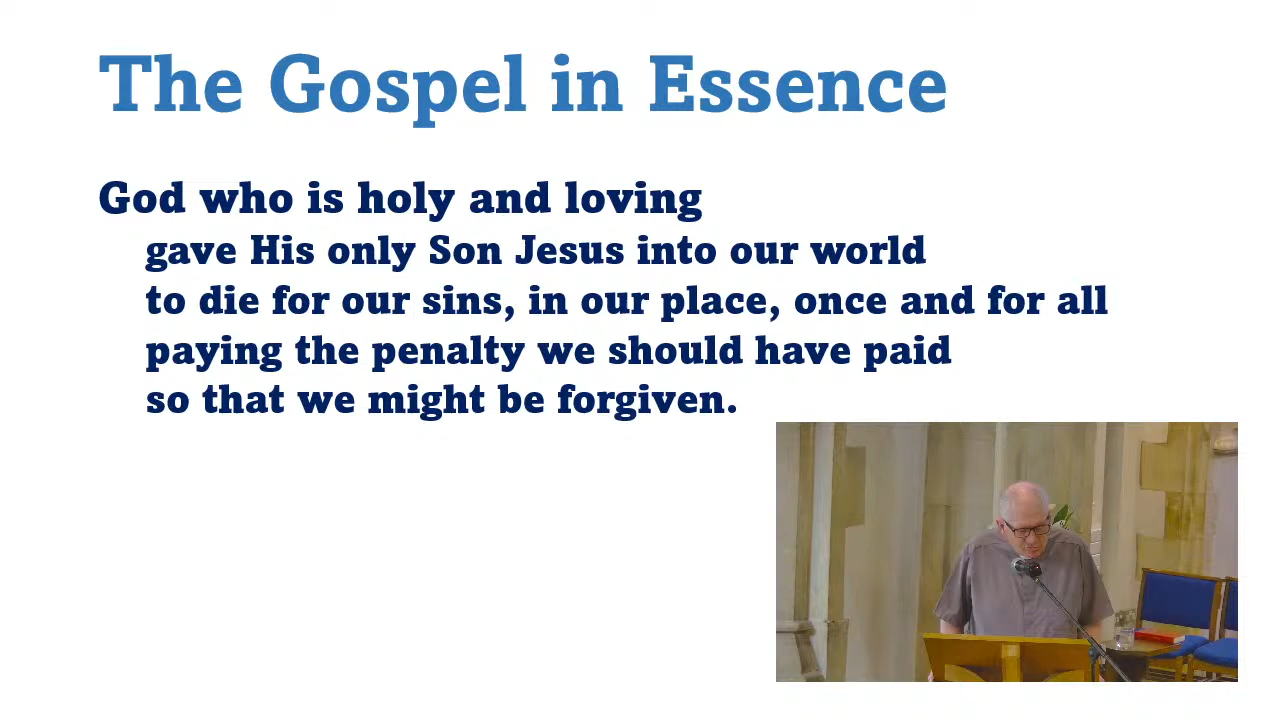 The Gospel in Essence
God who is holy and loving
gave His only Son Jesus into our world
to die for our sins, in our place, once and for all
paying the penalty we should have paid
so that we might be forgiven.